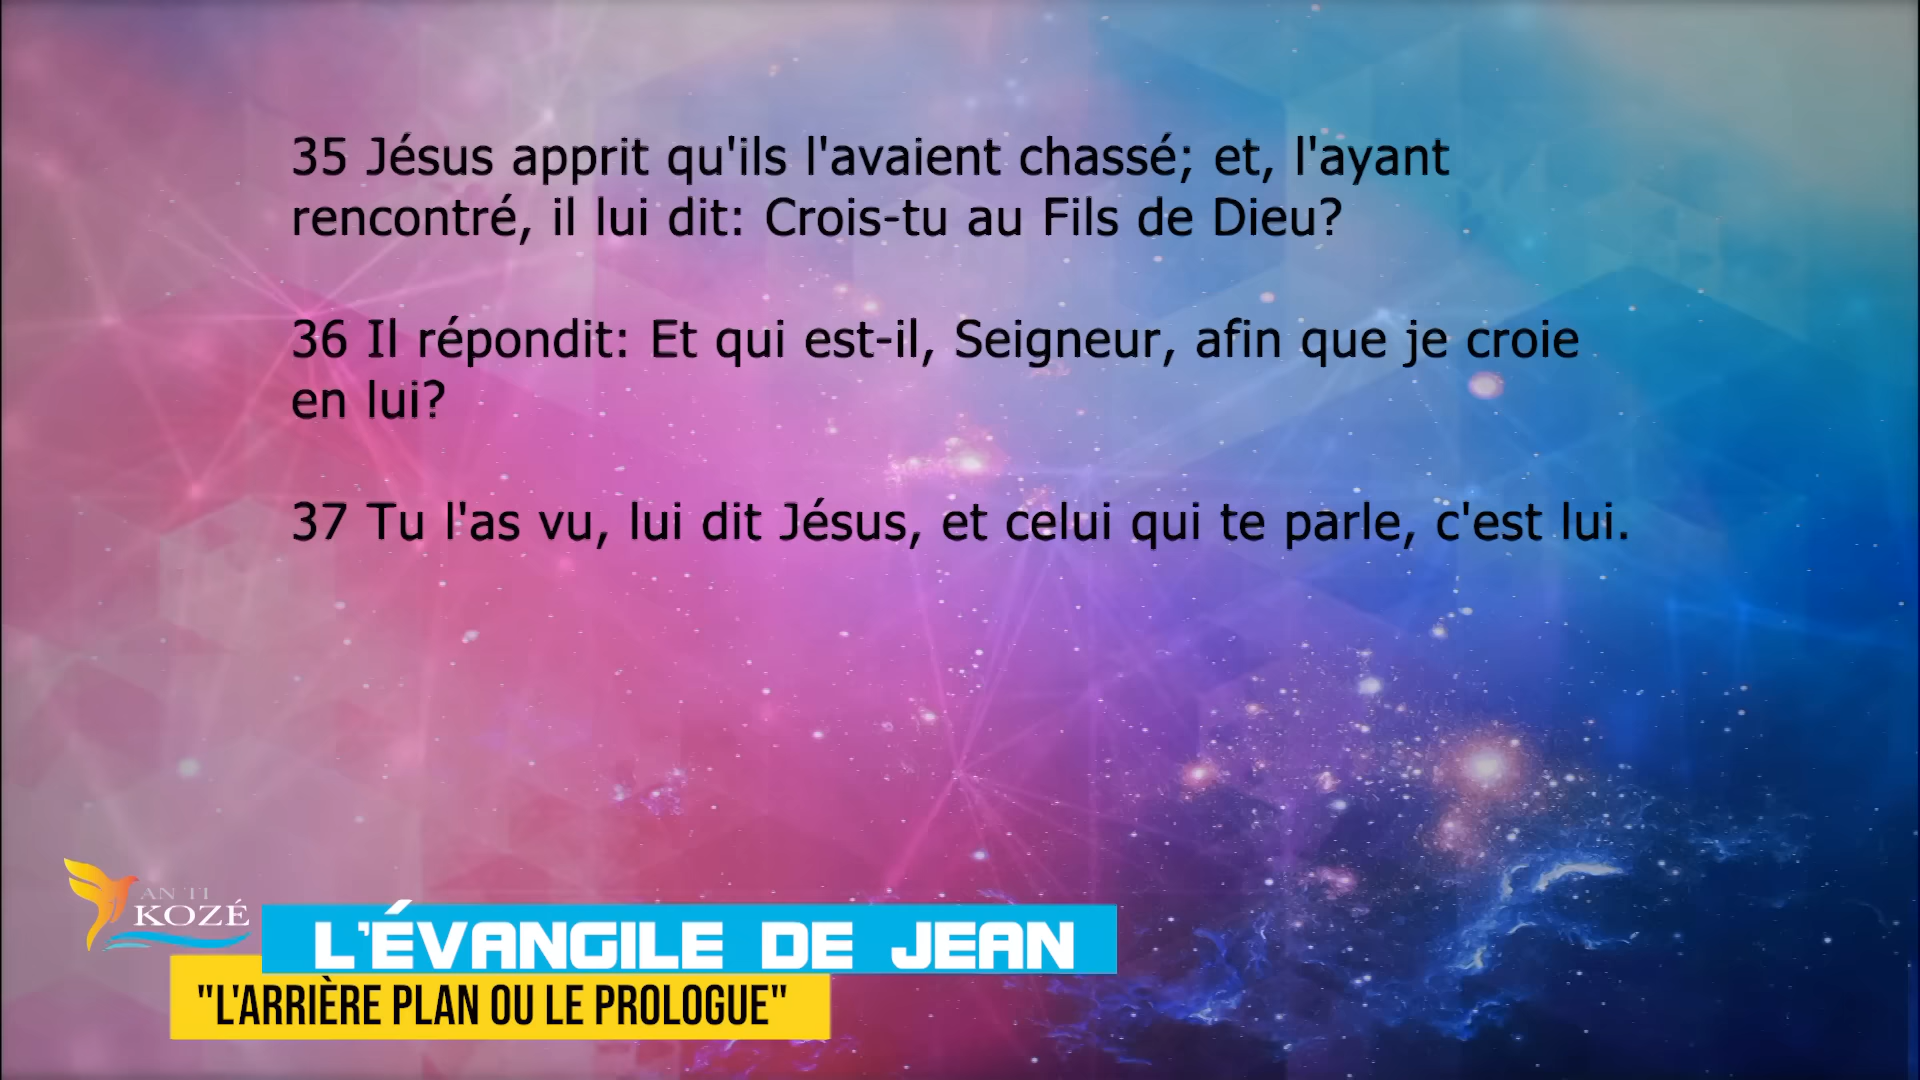 35 Jésus apprit qu'ils l'avaient chassé; et, l'ayant
rencontré, il lui dit: Crois-tu au Fils de Dieu?
36 Il répondit: Et qui est-il, Seigneur, afin que je croie
en lui?
37 Tu l'as vu, lui dit Jésus, et celui qui te parle, c'est lui.
AN TI
KOZÉ
L'ÉVANGILE DE JEAN
"L'ARRIÈRE PLAN OU LE PROLOGUE"